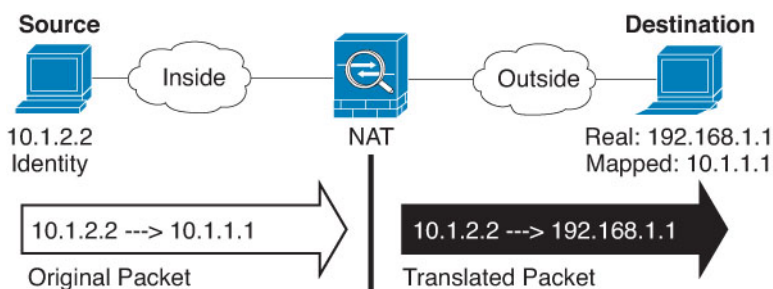 Source
Destination
Inside
Outside
10.1.2.2
Identity
NAT
Real: 192.168.1.1
Mapped: 10.1.1.1
10.1.2.2 ---> 10.1.1.1
10.1.2.2 ---> 192.168.1.1
Original Packet
Translated Packet